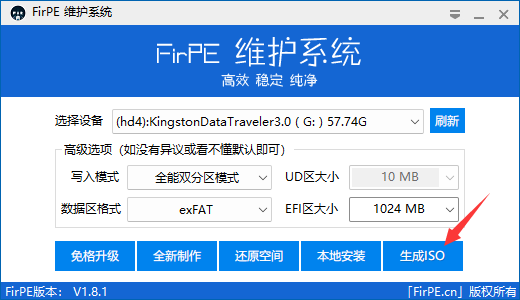 FirPE 维护系统
FirPE 维护系统
高效 稳定 纯净
选择设备 (hd4):KingstonDataTraveler3.0 ( G: ) 57.74G 刷新
高级选项（如没有异议或看不懂默认即可）
写入模式 全能双分区模式 UD区大小 10 MB
数据区格式 exFAT EFI区大小 1024 MB
免格升级 全新制作 还原空间 本地安装 生成ISO
FirPE版本： V1.8.1 「FirPE.cn」版权所有